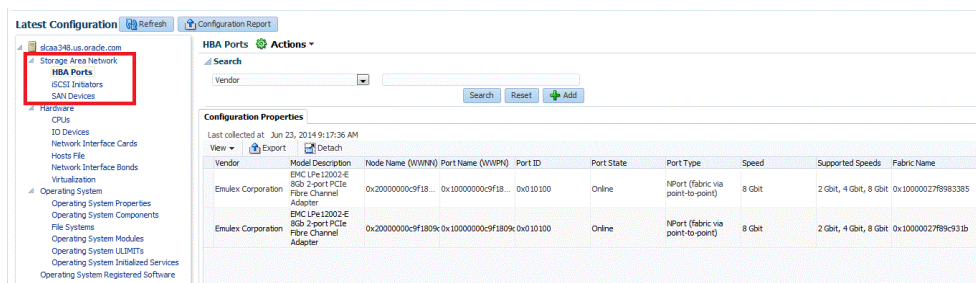 Latest Configuration Refresh Configuration Report
slcaa348.us.oracle.com
Storage Area Network
HBA Ports
iSCSI Initiators
SAN Devices
Hardware
CPUs
IO Devices
Network Interface Cards
Hosts File
Network Interface Bonds
Virtualization
Operating System
Operating System Properties
Operating System Components
File Systems
Operating System Modules
Operating System ULIMITs
Operating System Initialized Services
Operating System Registered Software
HBA Ports Actions
Search
Vendor
Search Reset Add
Configuration Properties
Last collected at Jun 23, 2014 9:17:36 AM
View Export Detach
Vendor Model Description Node Name (WWNN) Port Name (WWPN) Port ID Port State Port Type Speed Supported Speeds Fabric Name
EMC LPe12002-E
8Gb 2-port PCIe
Fibre Channel
Adapter
Emulex Corporation 0x20000000c9f18... 0x10000000c9f18... 0x010100 Online NPort (fabric via
point-to-point) 8 Gbit 2 Gbit, 4 Gbit, 8 Gbit 0x10000027f8983385
EMC LPe12002-E
8Gb 2-port PCIe
Fibre Channel
Adapter
Emulex Corporation 0x20000000c9f1809c 0x10000000c9f1809c 0x010100 Online NPort (fabric via
point-to-point) 8 Gbit 2 Gbit, 4 Gbit, 8 Gbit 0x10000027f89c931b